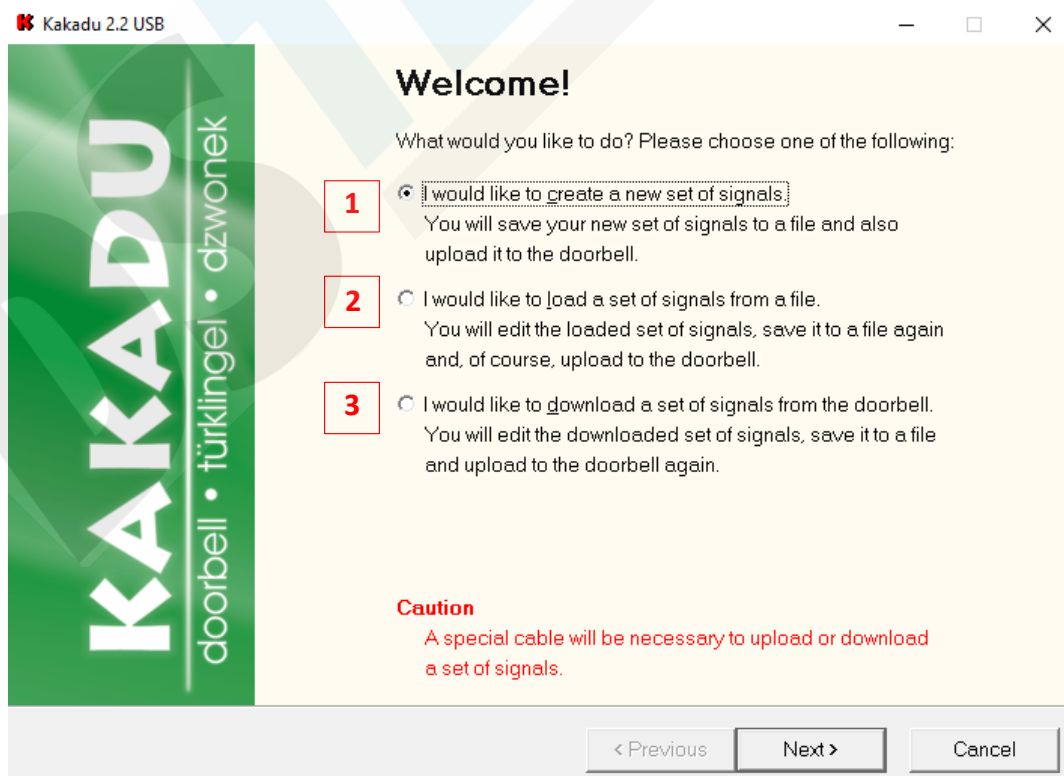 Kakadu 2.2 USB
KAKADU
doorbell • türklingel • dzwonek
Welcome!
What would you like to do? Please choose one of the following:
1
I would like to create a new set of signals.
You will save your new set of signals to a file and also
upload it to the doorbell.
2
I would like to load a set of signals from a file.
You will edit the loaded set of signals, save it to a file again
and, of course, upload to the doorbell.
3
I would like to download a set of signals from the doorbell.
You will edit the downloaded set of signals, save it to a file
and upload to the doorbell again.
Caution
A special cable will be necessary to upload or download
a set of signals.
< Previous
Next >
Cancel